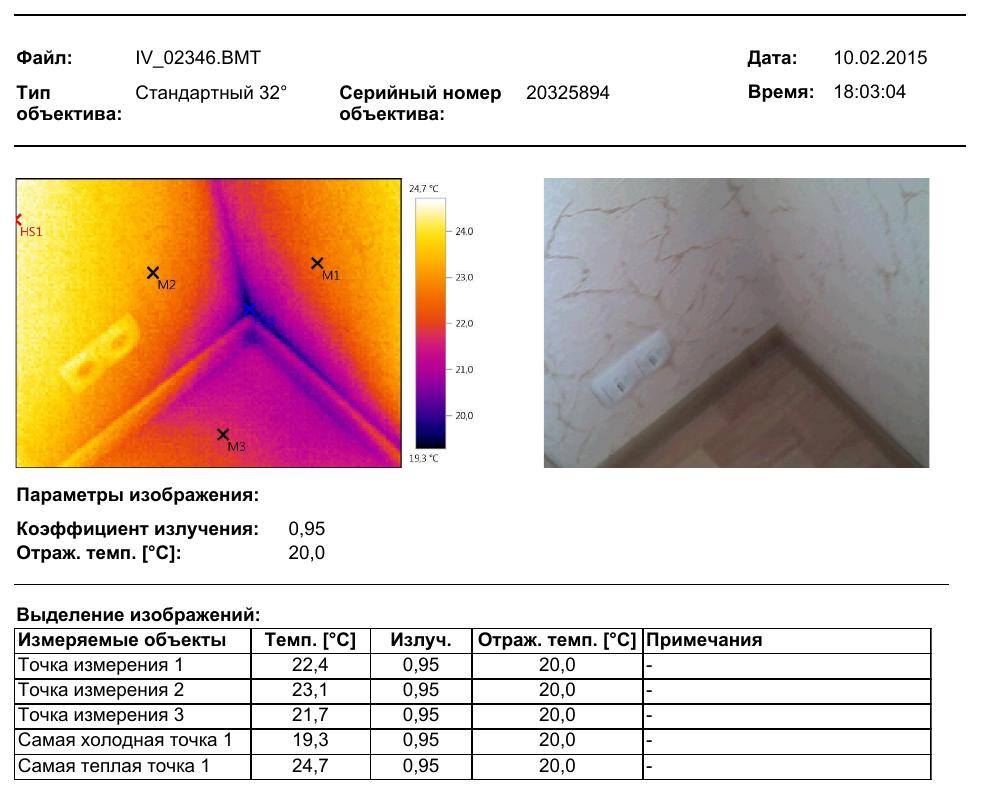 Файл: IV_02346.BMT Дата: 10.02.2015
Тип объектива: Стандартный 32° Серийный номер объектива: 20325894 Время: 18:03:04
24,7 °C
HS1
24,0
M2
M1
23,0
22,0
21,0
20,0
M3
19,3 °C
Параметры изображения:
Коэффициент излучения: 0,95
Отраж. темп. [°C]: 20,0
Выделение изображений:
Измеряемые объекты Темп. [°C] Излуч. Отраж. темп. [°C] Примечания
Точка измерения 1 22,4 0,95 20,0 -
Точка измерения 2 23,1 0,95 20,0 -
Точка измерения 3 21,7 0,95 20,0 -
Самая холодная точка 1 19,3 0,95 20,0 -
Самая теплая точка 1 24,7 0,95 20,0 -